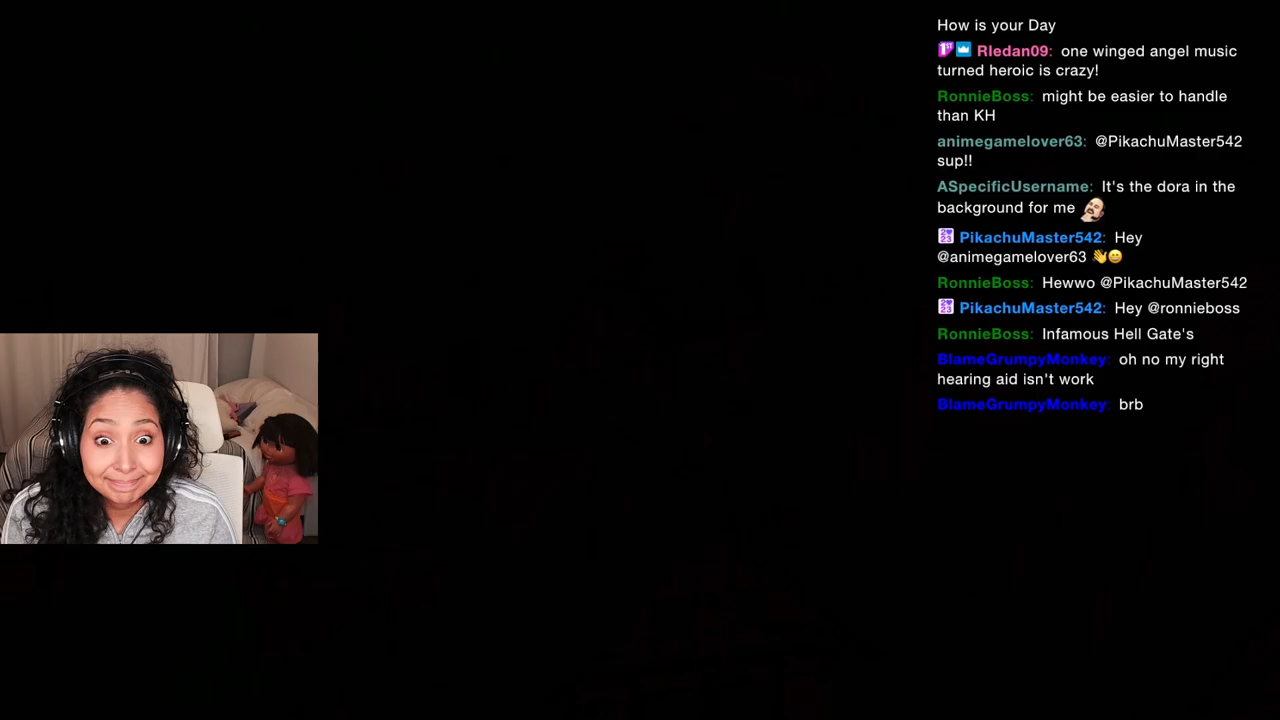 How is your Day
1ST Rledan09: one winged angel music
turned heroic is crazy!
RonnieBoss: might be easier to handle
than KH
animegamelover63: @PikachuMaster542
sup!!
ASpecificUsername: It's the dora in the
background for me
PikachuMaster542: Hey
@animegamelover63 👋😄
RonnieBoss: Hewwo @PikachuMaster542
PikachuMaster542: Hey @ronnieboss
RonnieBoss: Infamous Hell Gate's
BlameGrumpyMonkey: oh no my right
hearing aid isn't work
BlameGrumpyMonkey: brb